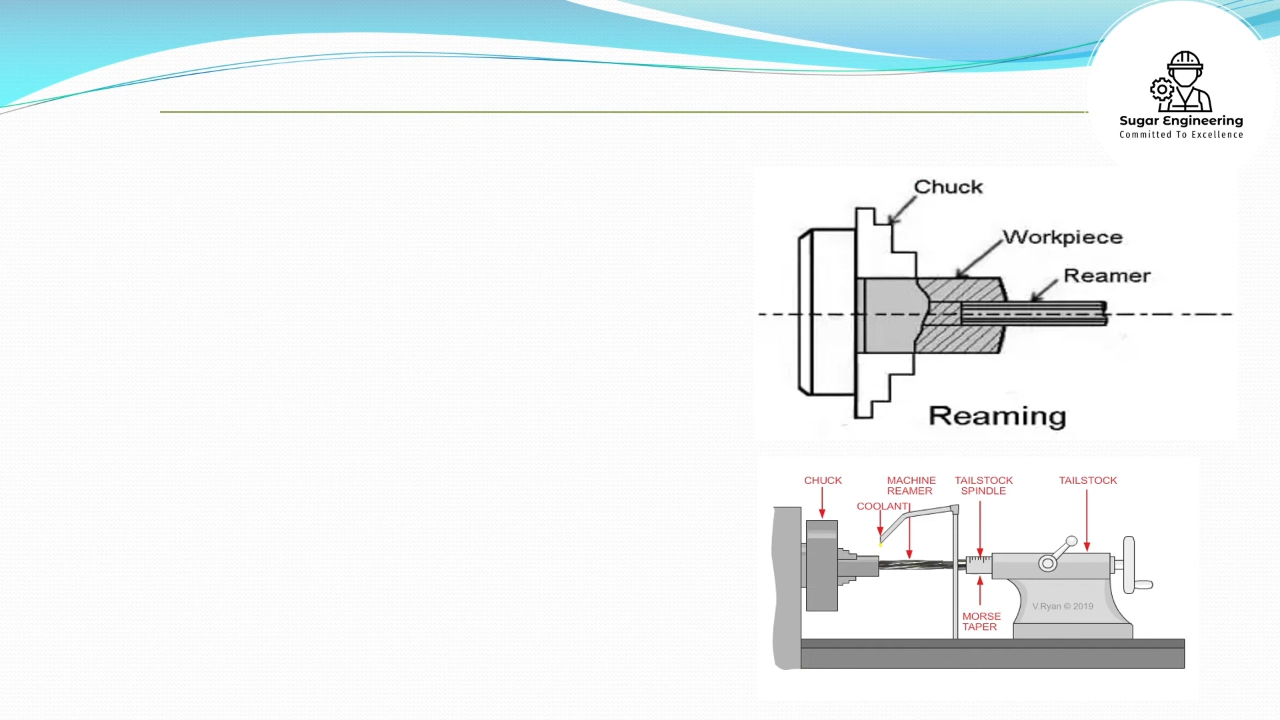 Sugar Engineering
Committed To Excellence
Chuck
Workpiece
Reamer
Reaming
CHUCK
MACHINE
REAMER
TAILSTOCK
SPINDLE
TAILSTOCK
COOLANT
V.Ryan © 2019
MORSE
TAPER